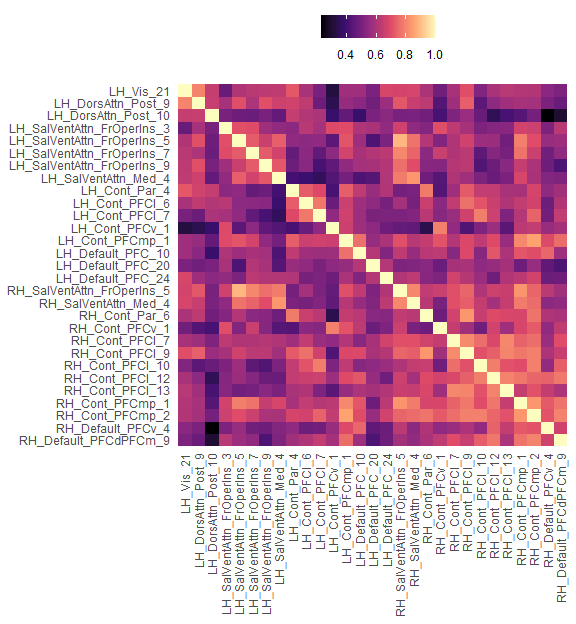 0.4 0.6 0.8 1.0
LH_Vis_21
LH_DorsAttn_Post_9
LH_DorsAttn_Post_10
LH_SalVentAttn_FrOperIns_3
LH_SalVentAttn_FrOperIns_5
LH_SalVentAttn_FrOperIns_7
LH_SalVentAttn_FrOperIns_9
LH_SalVentAttn_Med_4
LH_Cont_Par_4
LH_Cont_PFCl_6
LH_Cont_PFCl_7
LH_Cont_PFCv_1
LH_Cont_PFCmp_1
LH_Default_PFC_10
LH_Default_PFC_20
LH_Default_PFC_24
RH_SalVentAttn_FrOperIns_5
RH_SalVentAttn_Med_4
RH_Cont_Par_6
RH_Cont_PFCv_1
RH_Cont_PFCl_7
RH_Cont_PFCl_9
RH_Cont_PFCl_10
RH_Cont_PFCl_12
RH_Cont_PFCl_13
RH_Cont_PFCmp_1
RH_Cont_PFCmp_2
RH_Default_PFCv_4
RH_Default_PFCdPFCm_9
LH_Vis_21
LH_DorsAttn_Post_9
LH_DorsAttn_Post_10
LH_SalVentAttn_FrOperIns_3
LH_SalVentAttn_FrOperIns_5
LH_SalVentAttn_FrOperIns_7
LH_SalVentAttn_FrOperIns_9
LH_SalVentAttn_Med_4
LH_Cont_Par_4
LH_Cont_PFCl_6
LH_Cont_PFCl_7
LH_Cont_PFCv_1
LH_Cont_PFCmp_1
LH_Default_PFC_10
LH_Default_PFC_20
LH_Default_PFC_24
RH_SalVentAttn_FrOperIns_5
RH_SalVentAttn_Med_4
RH_Cont_Par_6
RH_Cont_PFCv_1
RH_Cont_PFCl_7
RH_Cont_PFCl_9
RH_Cont_PFCl_10
RH_Cont_PFCl_12
RH_Cont_PFCl_13
RH_Cont_PFCmp_1
RH_Cont_PFCmp_2
RH_Default_PFCv_4
RH_Default_PFCdPFCm_9